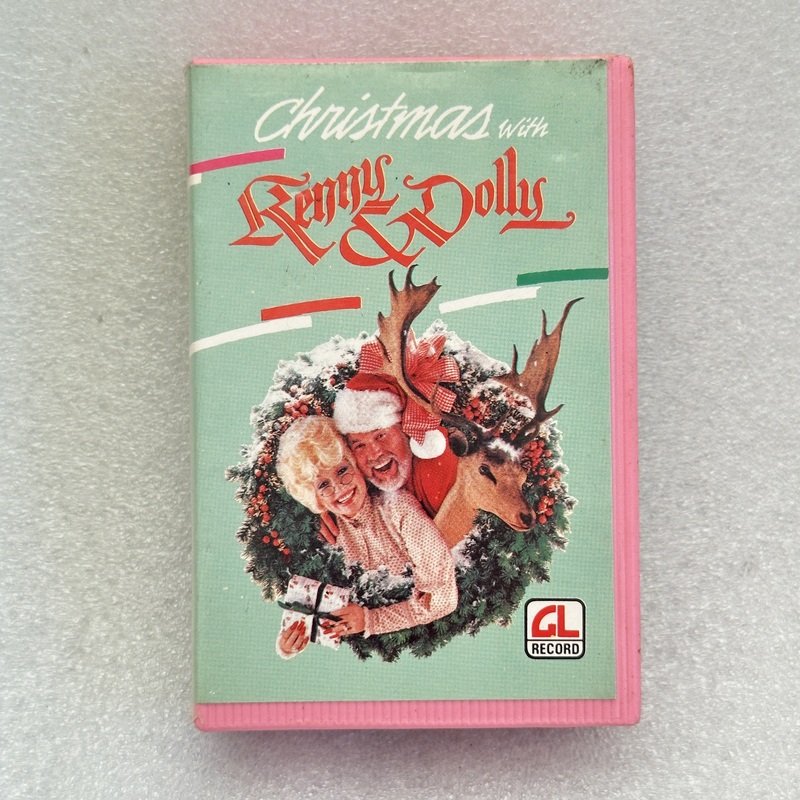 Christmas with
Kenny
& Dolly
GL
RECORD